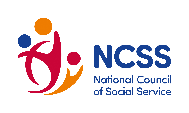 NCSS
National Council
of Social Service